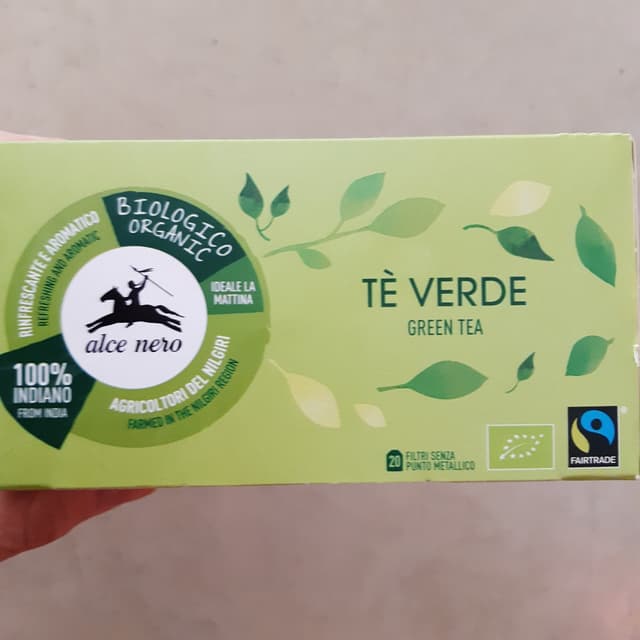 BIOLOGICO
ORGANIC
RINFRESCANTE E AROMATICO
REFRESHING AND AROMATIC
IDEALE LA
MATTINA
alce nero
100%
INDIANO
FROM INDIA
AGRICOLTORI DEL NILGIRI
FARMED IN THE NILGIRI REGION
TÈ VERDE
GREEN TEA
20 FILTRI SENZA
PUNTO METALLICO
FAIRTRADE
®